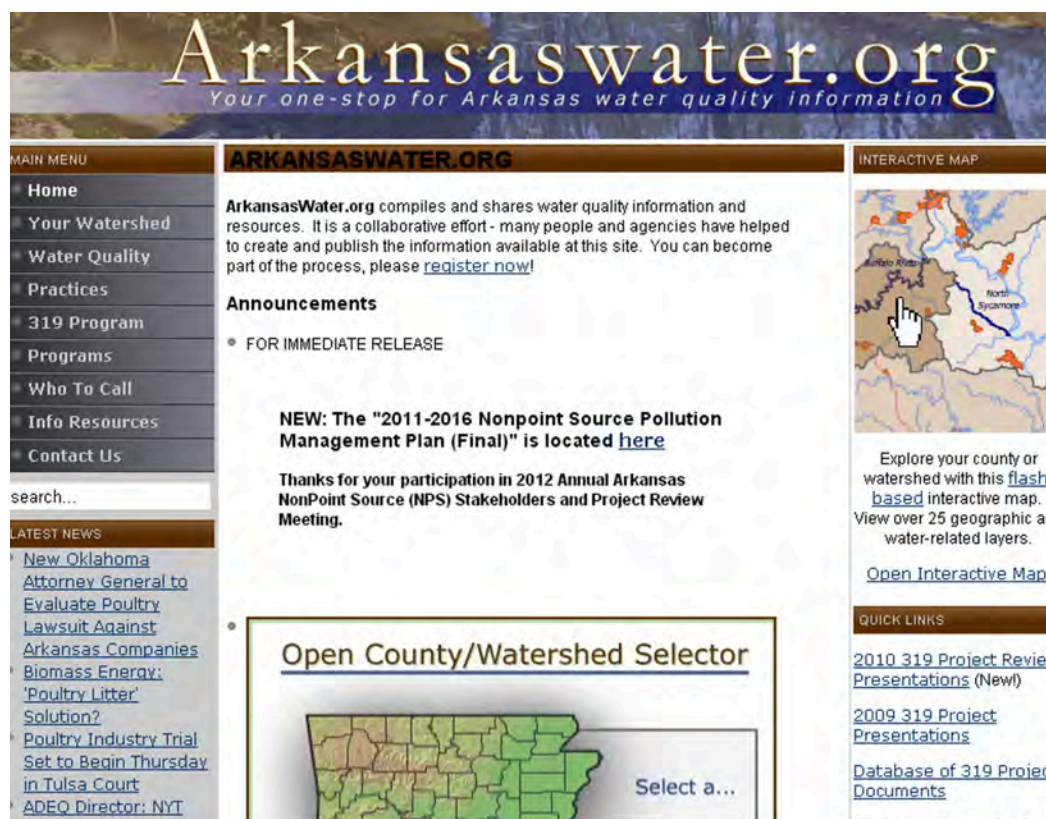 Arkansaswater.org
Your one-stop for Arkansas water quality information
MAIN MENU
Home
Your Watershed
Water Quality
Practices
319 Program
Programs
Who To Call
Info Resources
Contact Us
search...
LATEST NEWS
New Oklahoma
Attorney General to
Evaluate Poultry
Lawsuit Against
Arkansas Companies
Biomass Energy:
'Poultry Litter'
Solution?
Poultry Industry Trial
Set to Begin Thursday
in Tulsa Court
ADEQ Director: NYT
ARKANSASWATER.ORG
ArkansasWater.org compiles and shares water quality information and
resources. It is a collaborative effort - many people and agencies have helped
to create and publish the information available at this site. You can become
part of the process, please register now!
Announcements
FOR IMMEDIATE RELEASE
NEW: The "2011-2016 Nonpoint Source Pollution
Management Plan (Final)" is located here
Thanks for your participation in 2012 Annual Arkansas
NonPoint Source (NPS) Stakeholders and Project Review
Meeting.
Open County/Watershed Selector
Select a...
INTERACTIVE MAP
Buffalo River
North
Sycamore
Explore your county or
watershed with this flash
based interactive map.
View over 25 geographic a
water-related layers.
Open Interactive Map
QUICK LINKS
2010 319 Project Revie
Presentations (New!)
2009 319 Project
Presentations
Database of 319 Projec
Documents